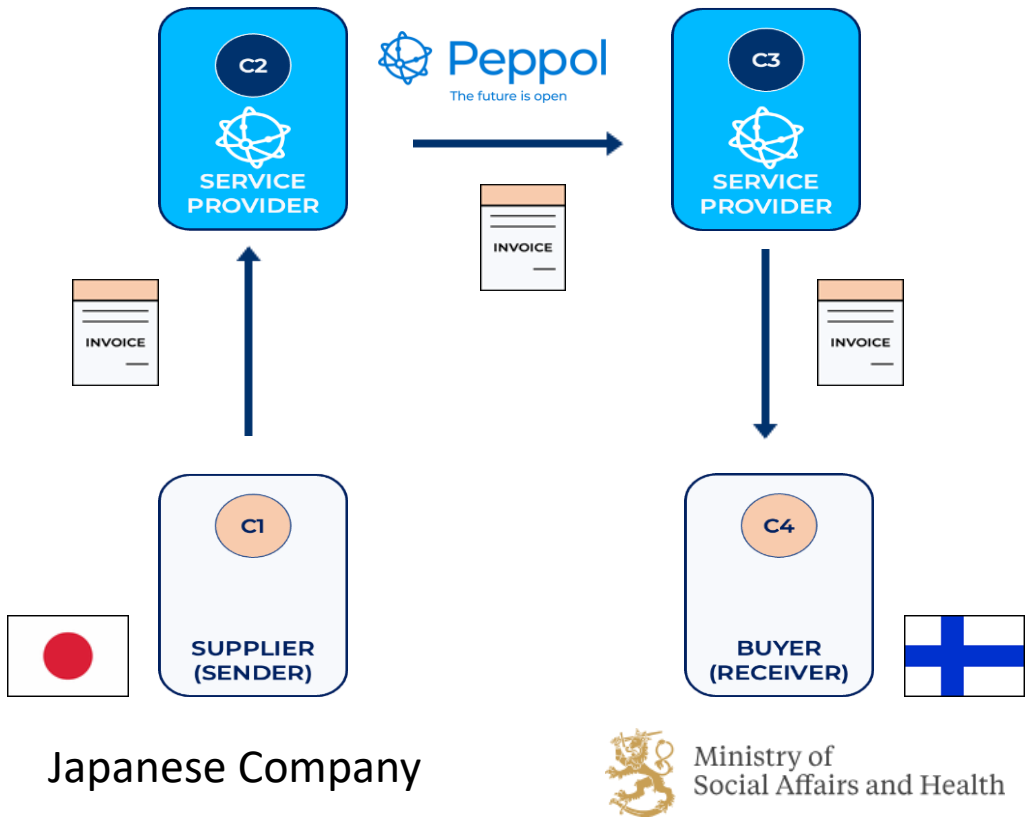 C2
SERVICE
PROVIDER
Peppol
The future is open
C3
SERVICE
PROVIDER
INVOICE
INVOICE
INVOICE
C1
SUPPLIER
(SENDER)
C4
BUYER
(RECEIVER)
Japanese Company
Ministry of
Social Affairs and Health